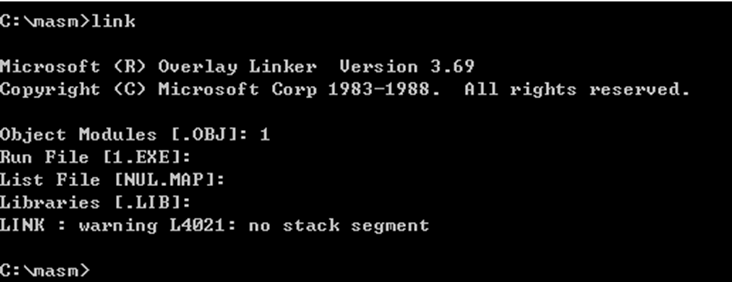 C:\masm>link
Microsoft (R) Overlay Linker  Version 3.69
Copyright (C) Microsoft Corp 1983-1988.  All rights reserved.
Object Modules [.OBJ]: 1
Run File [1.EXE]:
List File [NUL.MAP]:
Libraries [.LIB]:
LINK : warning L4021: no stack segment
C:\masm>